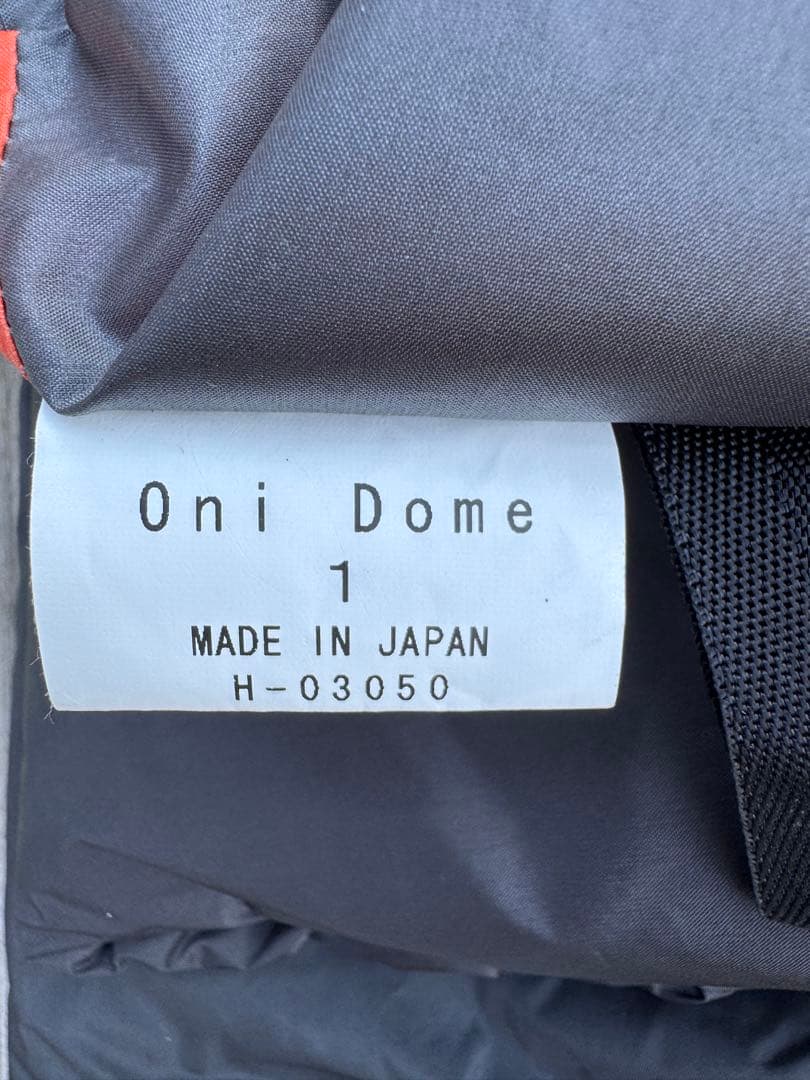 Oni Dome
1
MADE IN JAPAN
H-03050